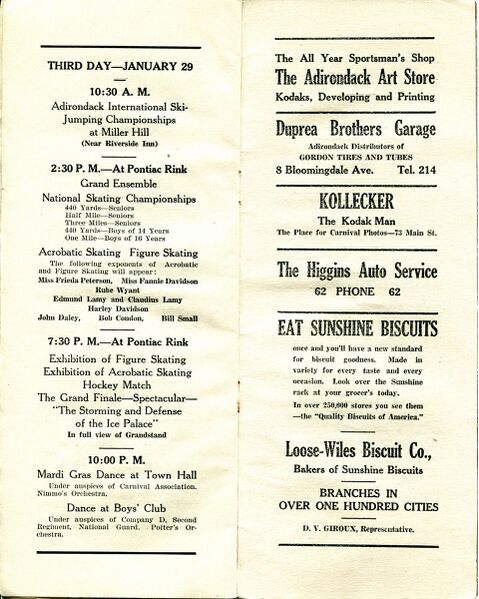 THIRD DAY—JANUARY 29
10:30 A. M.
Adirondack International Ski-
Jumping Championships
at Miller Hill
(Near Riverside Inn)
2:30 P. M.—At Pontiac Rink
Grand Ensemble
National Skating Championships
440 Yards—Seniors
Half Mile—Seniors
Three Miles—Seniors
440 Yards—Boys of 14 Years
One Mile—Boys of 16 Years
Acrobatic Skating Figure Skating
The following exponents of Acrobatic
and Figure Skating will appear:
Miss Frieda Peterson, Miss Fannie Davidson
Rube Wyant
Edmund Lamy and Claudius Lamy
Harley Davidson
John Daley, Bob Condon, Bill Small
7:30 P. M.—At Pontiac Rink
Exhibition of Figure Skating
Exhibition of Acrobatic Skating
Hockey Match
The Grand Finale—Spectacular—
"The Storming and Defense
of the Ice Palace"
In full view of Grandstand
10:00 P. M.
Mardi Gras Dance at Town Hall
Under auspices of Carnival Association.
Nimmo's Orchestra.
Dance at Boys' Club
Under auspices of Company D, Second
Regiment, National Guard. Potter's Or-
chestra.
The All Year Sportsman's Shop
The Adirondack Art Store
Kodaks, Developing and Printing
Duprea Brothers Garage
Adirondack Distributors of
GORDON TIRES AND TUBES
8 Bloomingdale Ave. Tel. 214
KOLLECKER
The Kodak Man
The Place for Carnival Photos—73 Main St.
The Higgins Auto Service
62 PHONE 62
EAT SUNSHINE BISCUITS
once and you'll have a new standard
for biscuit goodness. Made in
variety for every taste and every
occasion. Look over the Sunshine
rack at your grocer's today.
In over 250,000 stores you see them
—the "Quality Biscuits of America."
Loose-Wiles Biscuit Co.,
Bakers of Sunshine Biscuits
BRANCHES IN
OVER ONE HUNDRED CITIES
D. V. GIROUX, Representative.